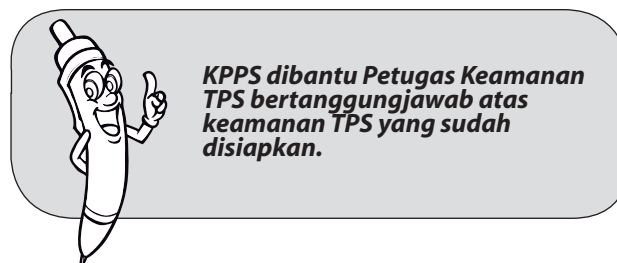 KPPS dibantu Petugas Keamanan
TPS bertanggungjawab atas
keamanan TPS yang sudah
disiapkan.